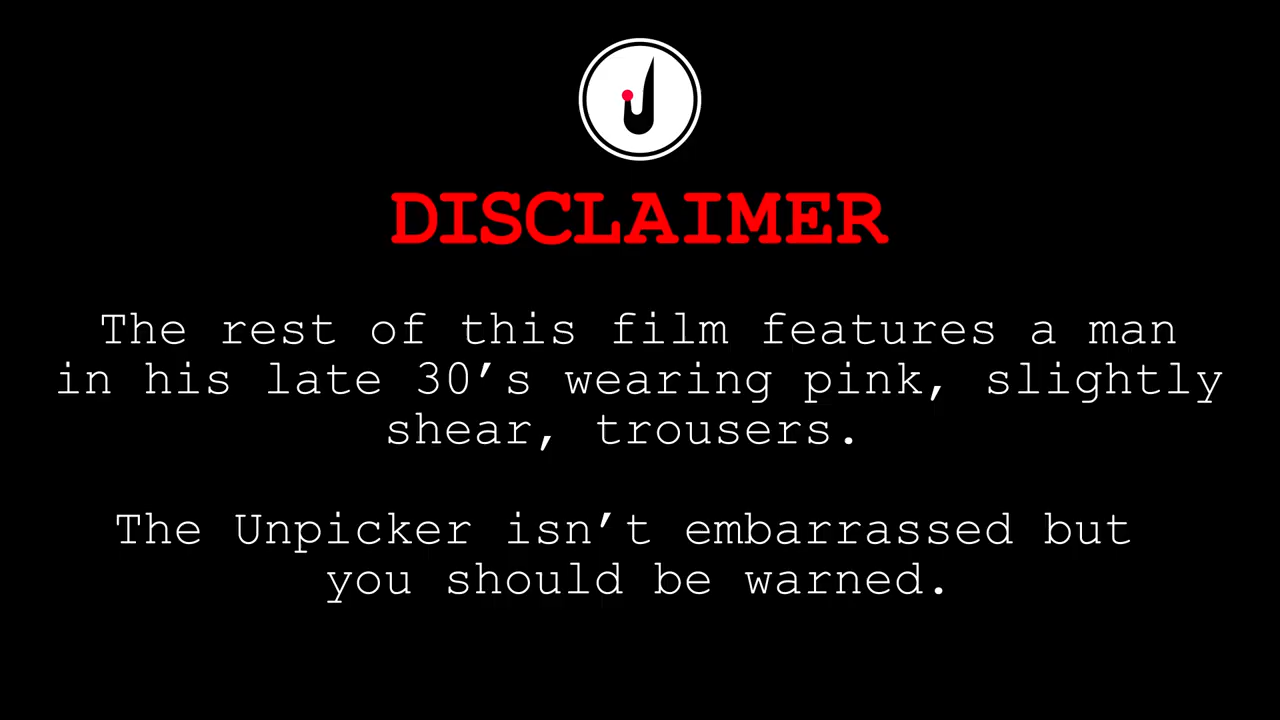 DISCLAIMER
The rest of this film features a man
in his late 30’s wearing pink, slightly
shear, trousers.
The Unpicker isn’t embarrassed but
you should be warned.